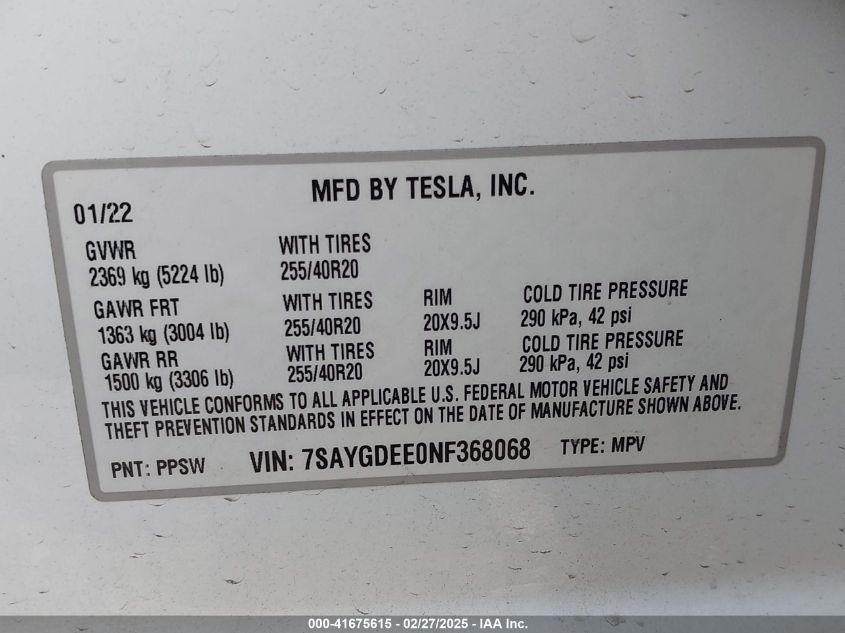 MFD BY TESLA, INC.
01/22
GVWR WITH TIRES
2369 kg (5224 lb) 255/40R20
GAWR FRT WITH TIRES RIM COLD TIRE PRESSURE
1363 kg (3004 lb) 255/40R20 20X9.5J 290 kPa, 42 psi
GAWR RR WITH TIRES RIM COLD TIRE PRESSURE
1500 kg (3306 lb) 255/40R20 20X9.5J 290 kPa, 42 psi
THIS VEHICLE CONFORMS TO ALL APPLICABLE U.S. FEDERAL MOTOR VEHICLE SAFETY AND
THEFT PREVENTION STANDARDS IN EFFECT ON THE DATE OF MANUFACTURE SHOWN ABOVE.
PNT: PPSW VIN: 7SAYGDEE0NF368068 TYPE: MPV
000-41675615 - 02/27/2025 - IAA Inc.